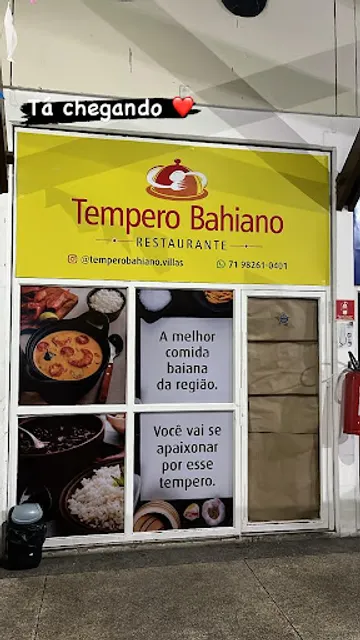 Tá chegando ❤️
Tempero Bahiano
RESTAURANTE
@temperobahiano.villas
71 98261-0401
A melhor
comida
baiana
da região.
Você vai se
apaixonar
por esse
tempero.